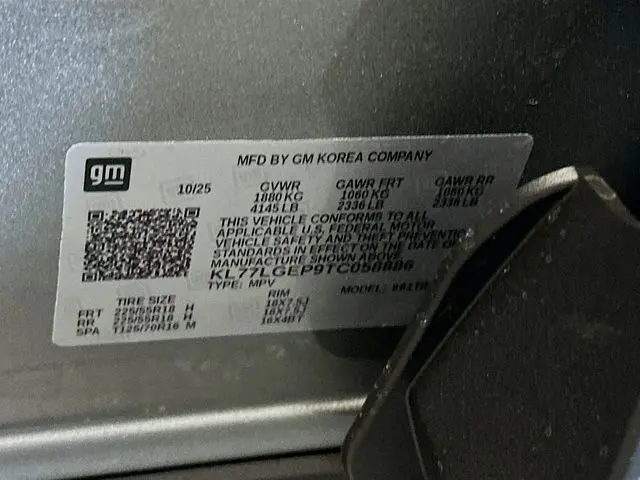 gm
MFD BY GM KOREA COMPANY
10/25 GVWR GAWR FRT GAWR RR
1880 KG 1060 KG 1060 KG
4145 LB 2336 LB 2336 LB
THIS VEHICLE CONFORMS TO ALL
APPLICABLE U.S. FEDERAL MOTOR
VEHICLE SAFETY AND THEFT PREVENTION
STANDARDS IN EFFECT ON THE DATE OF
MANUFACTURE SHOWN ABOVE.
KL77LGEP9TC058886
TYPE: MPV MODEL:
TIRE SIZE RIM
FRT 225/55R18 H 18X7.5J
RR 225/55R18 H 18X7.5J
SPA T125/70R16 M 16X4BT